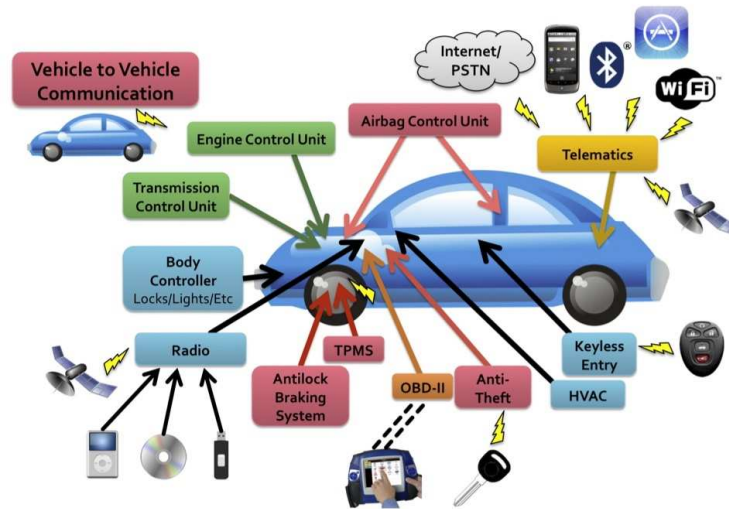 Vehicle to Vehicle
Communication
Internet/
PSTN
®
Wi Fi™
Engine Control Unit
Airbag Control Unit
Telematics
Transmission
Control Unit
Body
Controller
Locks/Lights/Etc
Radio
TPMS
Antilock
Braking
System
OBD-II
Anti-
Theft
Keyless
Entry
HVAC